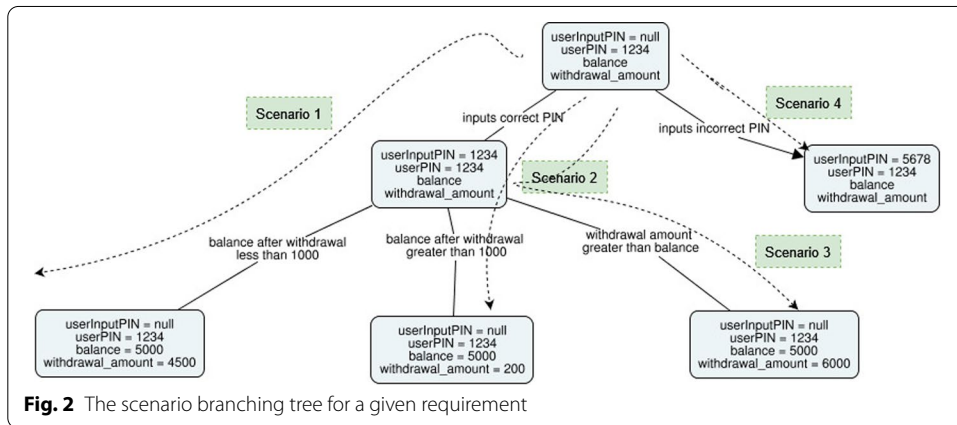 userInputPIN = null
userPIN = 1234
balance
withdrawal_amount
Scenario 1
Scenario 4
inputs correct PIN
inputs incorrect PIN
userInputPIN = 1234
userPIN = 1234
balance
withdrawal_amount
Scenario 2
userInputPIN = 5678
userPIN = 1234
balance
withdrawal_amount
balance after withdrawal
less than 1000
balance after withdrawal
greater than 1000
withdrawal amount
greater than balance
Scenario 3
userInputPIN = null
userPIN = 1234
balance = 5000
withdrawal_amount = 4500
userInputPIN = null
userPIN = 1234
balance = 5000
withdrawal_amount = 200
userInputPIN = null
userPIN = 1234
balance = 5000
withdrawal_amount = 6000
Fig. 2 The scenario branching tree for a given requirement